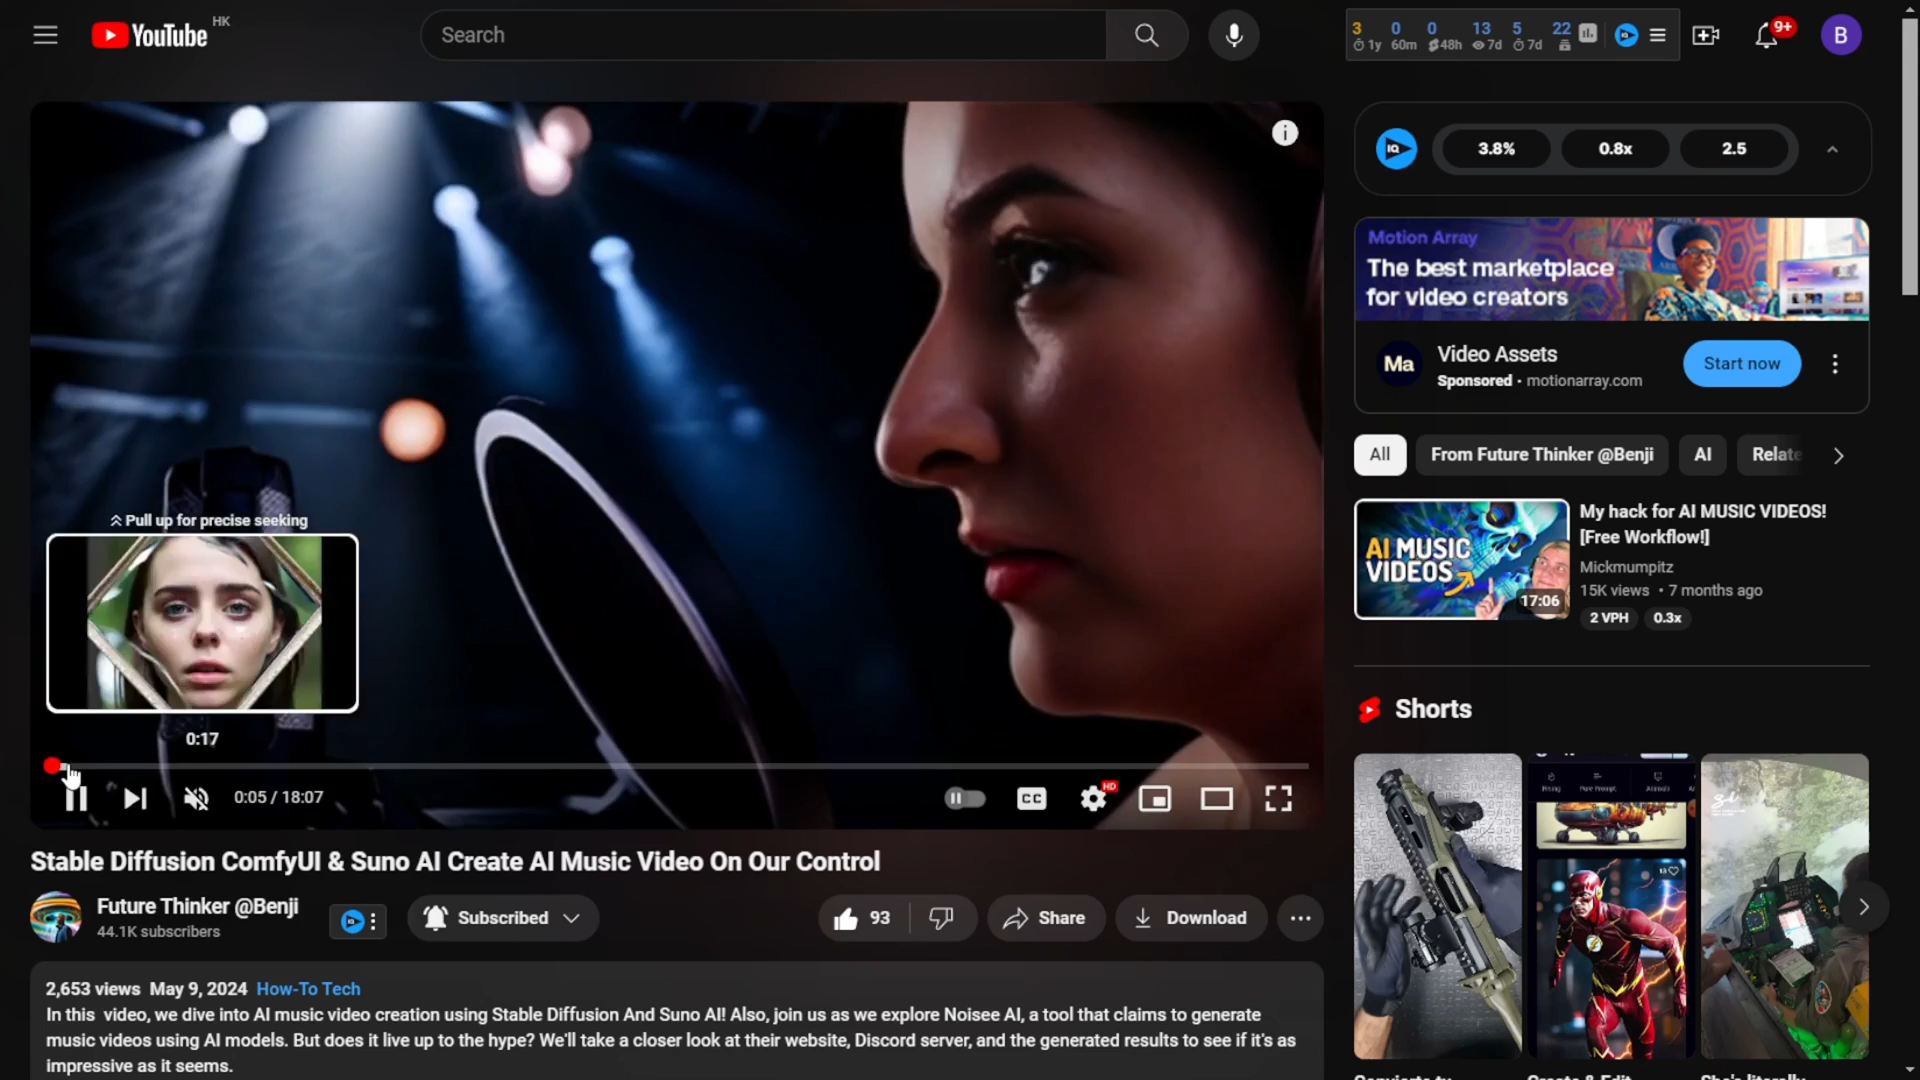 YouTube HK
Search
3 0 0 13 5 22
1y 60m 48h 7d 7d
9+
B
IQ 3.8% 0.8x 2.5
Motion Array
The best marketplace
for video creators
Ma
Video Assets
Sponsored · motionarray.com
Start now
All From Future Thinker @Benji AI Relate
AI MUSIC
VIDEOS
17:06
My hack for AI MUSIC VIDEOS!
[Free Workflow!]
Mickmumpitz
15K views • 7 months ago
2 VPH 0.3x
Shorts
Pull up for precise seeking
0:17
0:05 / 18:07
CC
HD
Stable Diffusion ComfyUI & Suno AI Create AI Music Video On Our Control
Future Thinker @Benji
44.1K subscribers
Subscribed
93
Share
Download
2,653 views May 9, 2024 How-To Tech
In this video, we dive into AI music video creation using Stable Diffusion And Suno AI! Also, join us as we explore Noisee AI, a tool that claims to generate
music videos using AI models. But does it live up to the hype? We'll take a closer look at their website, Discord server, and the generated results to see if it's as
impressive as it seems.